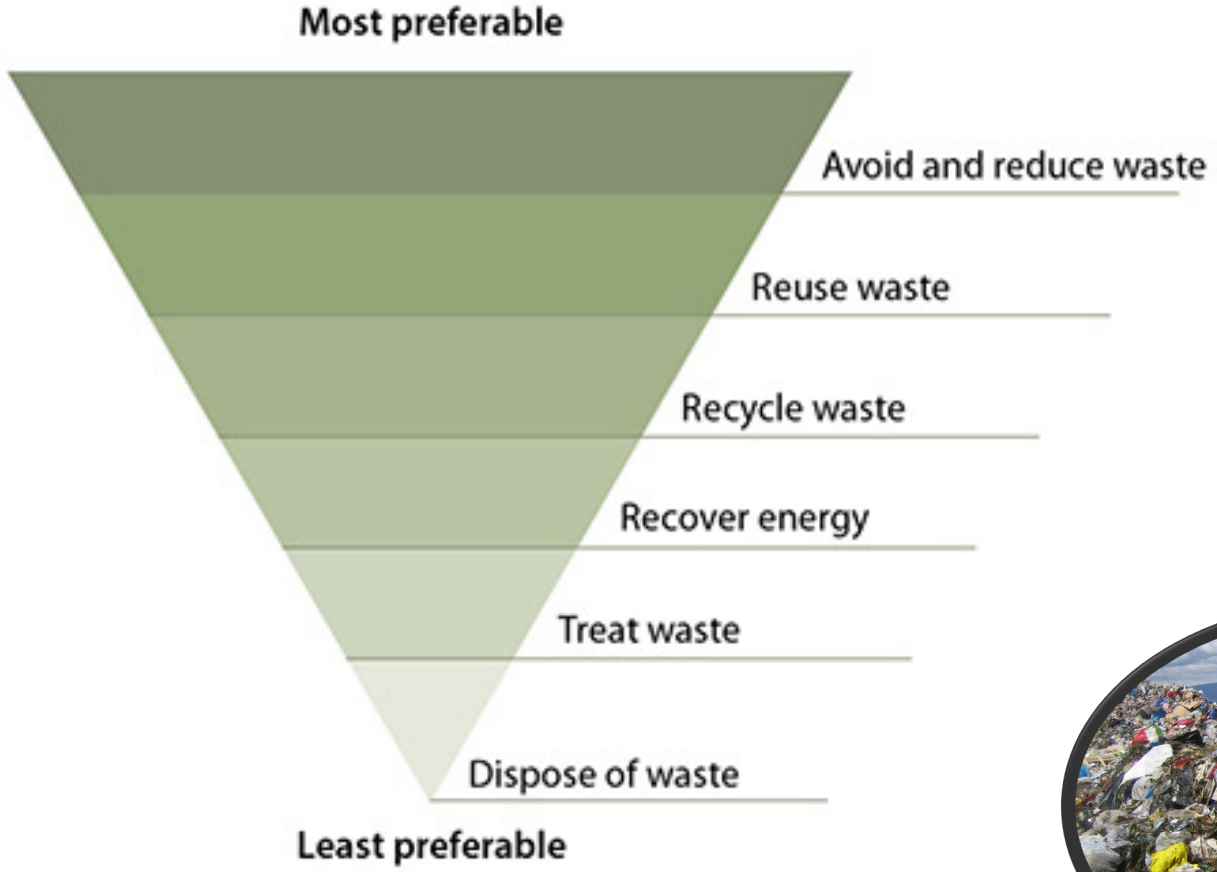 Most preferable
Avoid and reduce waste
Reuse waste
Recycle waste
Recover energy
Treat waste
Dispose of waste
Least preferable